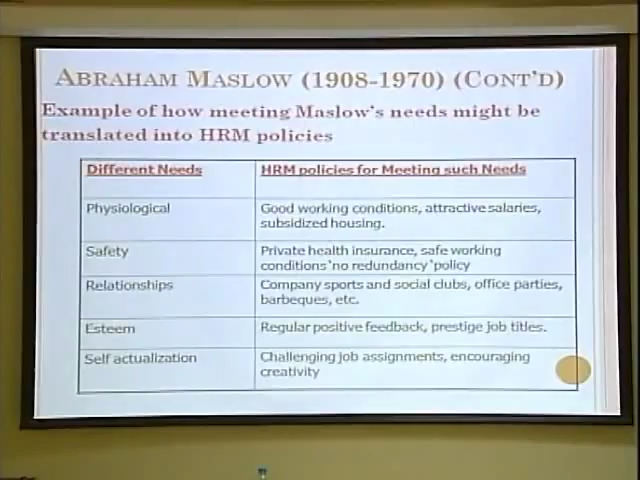 ABRAHAM MASLOW (1908-1970) (CONT'D)
Example of how meeting Maslow's needs might be
translated into HRM policies
Different Needs
HRM policies for Meeting such Needs
Physiological
Good working conditions, attractive salaries,
subsidized housing.
Safety
Private health insurance, safe working
conditions 'no redundancy' policy
Relationships
Company sports and social clubs, office parties,
barbeques, etc.
Esteem
Regular positive feedback, prestige job titles.
Self actualization
Challenging job assignments, encouraging
creativity